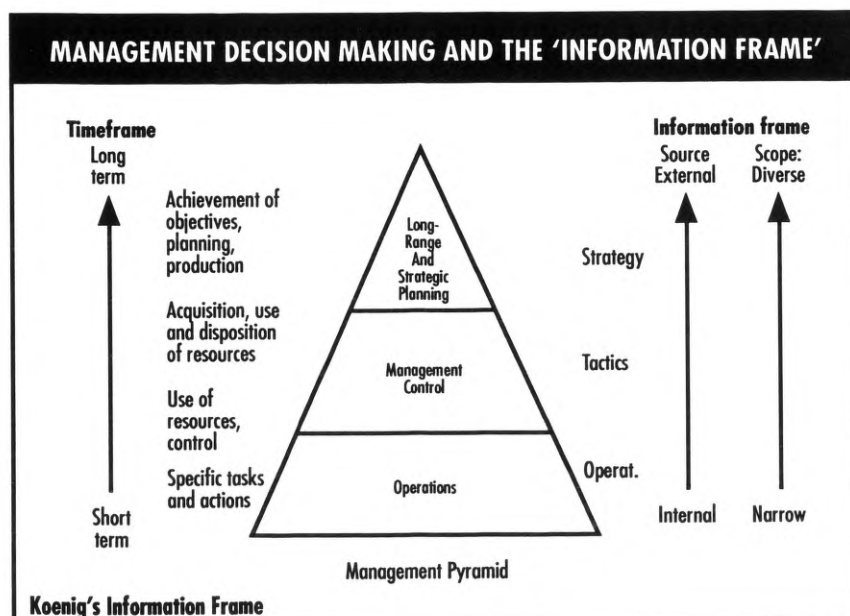 MANAGEMENT DECISION MAKING AND THE ‘INFORMATION FRAME’
Timeframe
Long
term
Achievement of
objectives,
planning,
production
Acquisition, use
and disposition
of resources
Use of
resources,
control
Specific tasks
and actions
Short
term
Long-
Range
And
Strategic
Planning
Management
Control
Operations
Management Pyramid
Strategy
Tactics
Operat.
Information frame
Source
External
Scope:
Diverse
Internal
Narrow
Koenig's Information Frame